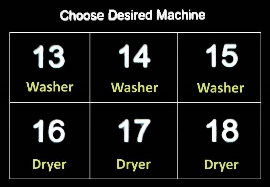 Choose Desired Machine
13 14 15
Washer Washer Washer
16 17 18
Dryer Dryer Dryer